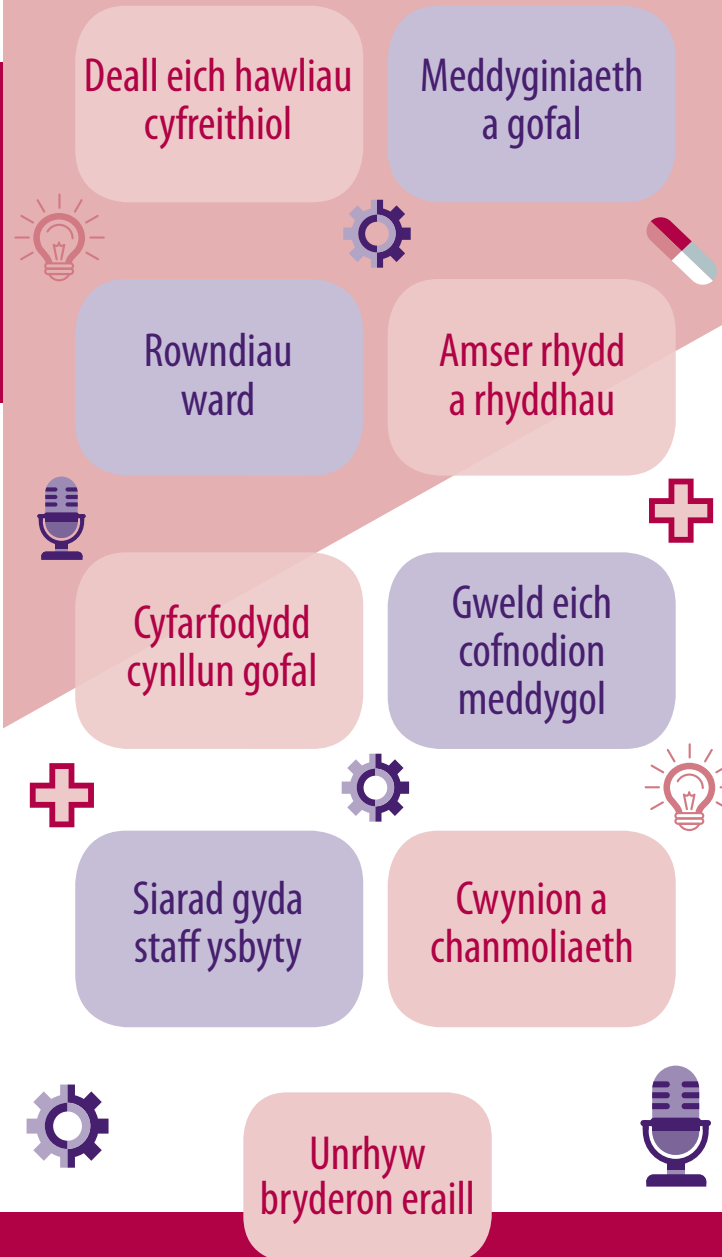 Deall eich hawliau
cyfreithiol
Meddyginiaeth
a gofal
Rowndiau
ward
Amser rhydd
a rhyddhau
Cyfarfodydd
cynllun gofal
Gweld eich
cofnodion
meddygol
Siarad gyda
staff ysbyty
Cwynion a
chanmoliaeth
Unrhyw
bryderon eraill